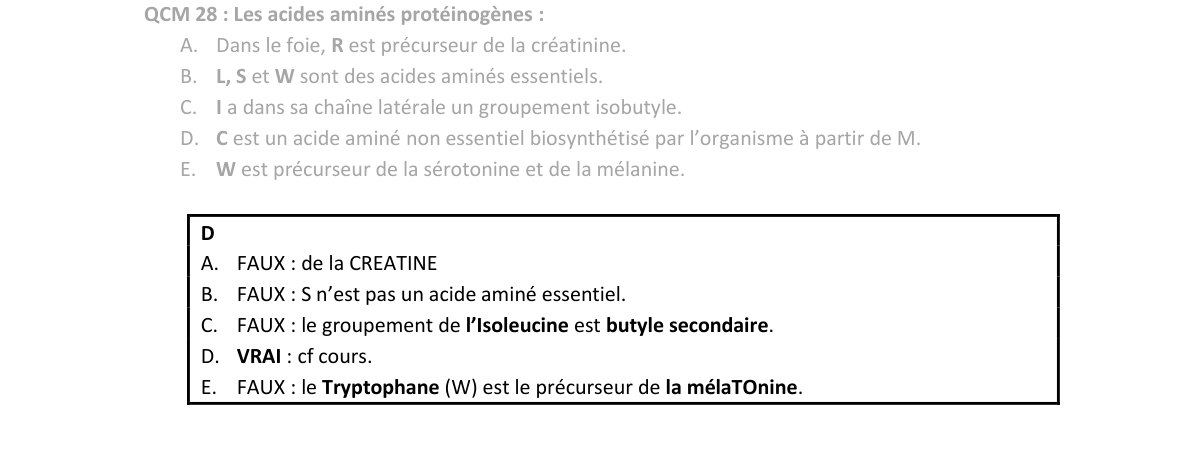 QCM 28 : Les acides aminés protéinogènes :
A. Dans le foie, R est précurseur de la créatinine.
B. L, S et W sont des acides aminés essentiels.
C. I a dans sa chaîne latérale un groupement isobutyle.
D. C est un acide aminé non essentiel biosynthétisé par l’organisme à partir de M.
E. W est précurseur de la sérotonine et de la mélanine.
D
A. FAUX : de la CREATINE
B. FAUX : S n’est pas un acide aminé essentiel.
C. FAUX : le groupement de l’Isoleucine est butyle secondaire.
D. VRAI : cf cours.
E. FAUX : le Tryptophane (W) est le précurseur de la mélaTOnine.